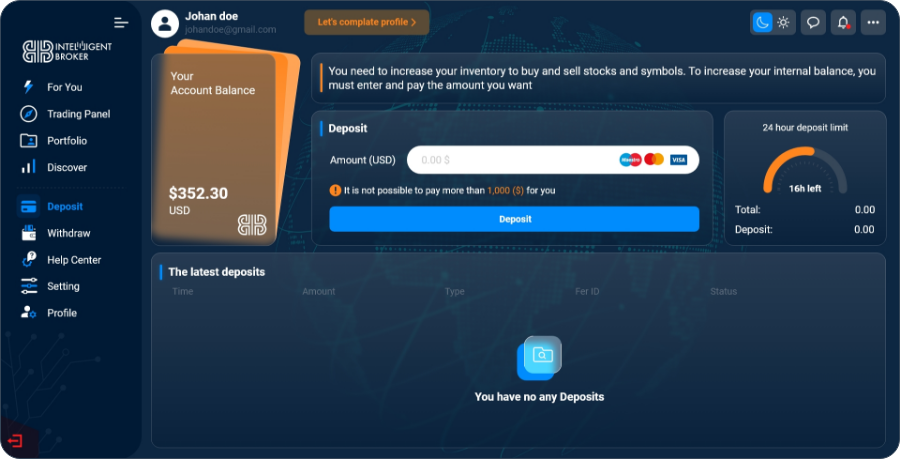 Johan doe
johandoe@gmail.com
Let's complate profile >
INTELLIGENT
BROKER
For You
Trading Panel
Portfolio
Discover
Deposit
Withdraw
Help Center
Setting
Profile
Your
Account Balance
$352.30
USD
You need to increase your inventory to buy and sell stocks and symbols. To increase your internal balance, you
must enter and pay the amount you want
Deposit
Amount (USD)
0.00 $
Maestro
VISA
It is not possible to pay more than 1,000 ($) for you
Deposit
24 hour deposit limit
16h left
Total: 0.00
Deposit: 0.00
The latest deposits
Time Amount Type Fer ID Status
You have no any Deposits